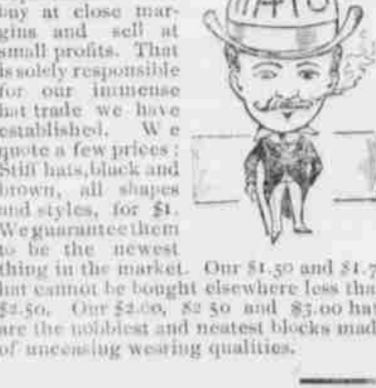 HATS
buy at close mar-
gins and sell at
small profits. That
is solely responsible
for our immense
hat trade we have
established. We
quote a few prices:
Stiff hats, black and
brown, all shapes
and styles, for $1.
We guarantee them
to be the newest
thing in the market. Our $1.50 and $1.7
hat cannot be bought elsewhere less tha
$2.50. Our $2.00, $2 50 and $3.00 hat
are the nobbiest and neatest blocks mad
of unceasing wearing qualities.